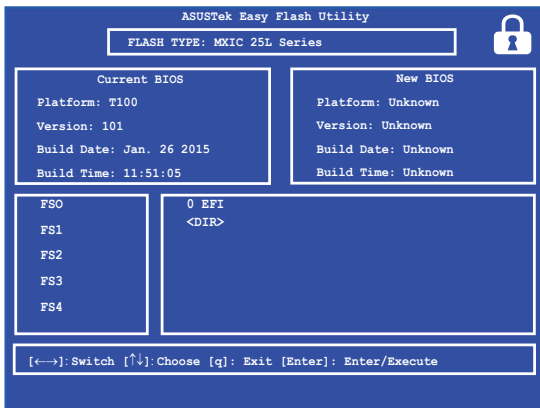 ASUSTek Easy Flash Utility
FLASH TYPE: MXIC 25L Series
Current BIOS
Platform: T100
Version: 101
Build Date: Jan. 26 2015
Build Time: 11:51:05
New BIOS
Platform: Unknown
Version: Unknown
Build Date: Unknown
Build Time: Unknown
FSO
FS1
FS2
FS3
FS4
0 EFI
<DIR>
[←→]: Switch [↑↓]: Choose [q]: Exit [Enter]: Enter/Execute